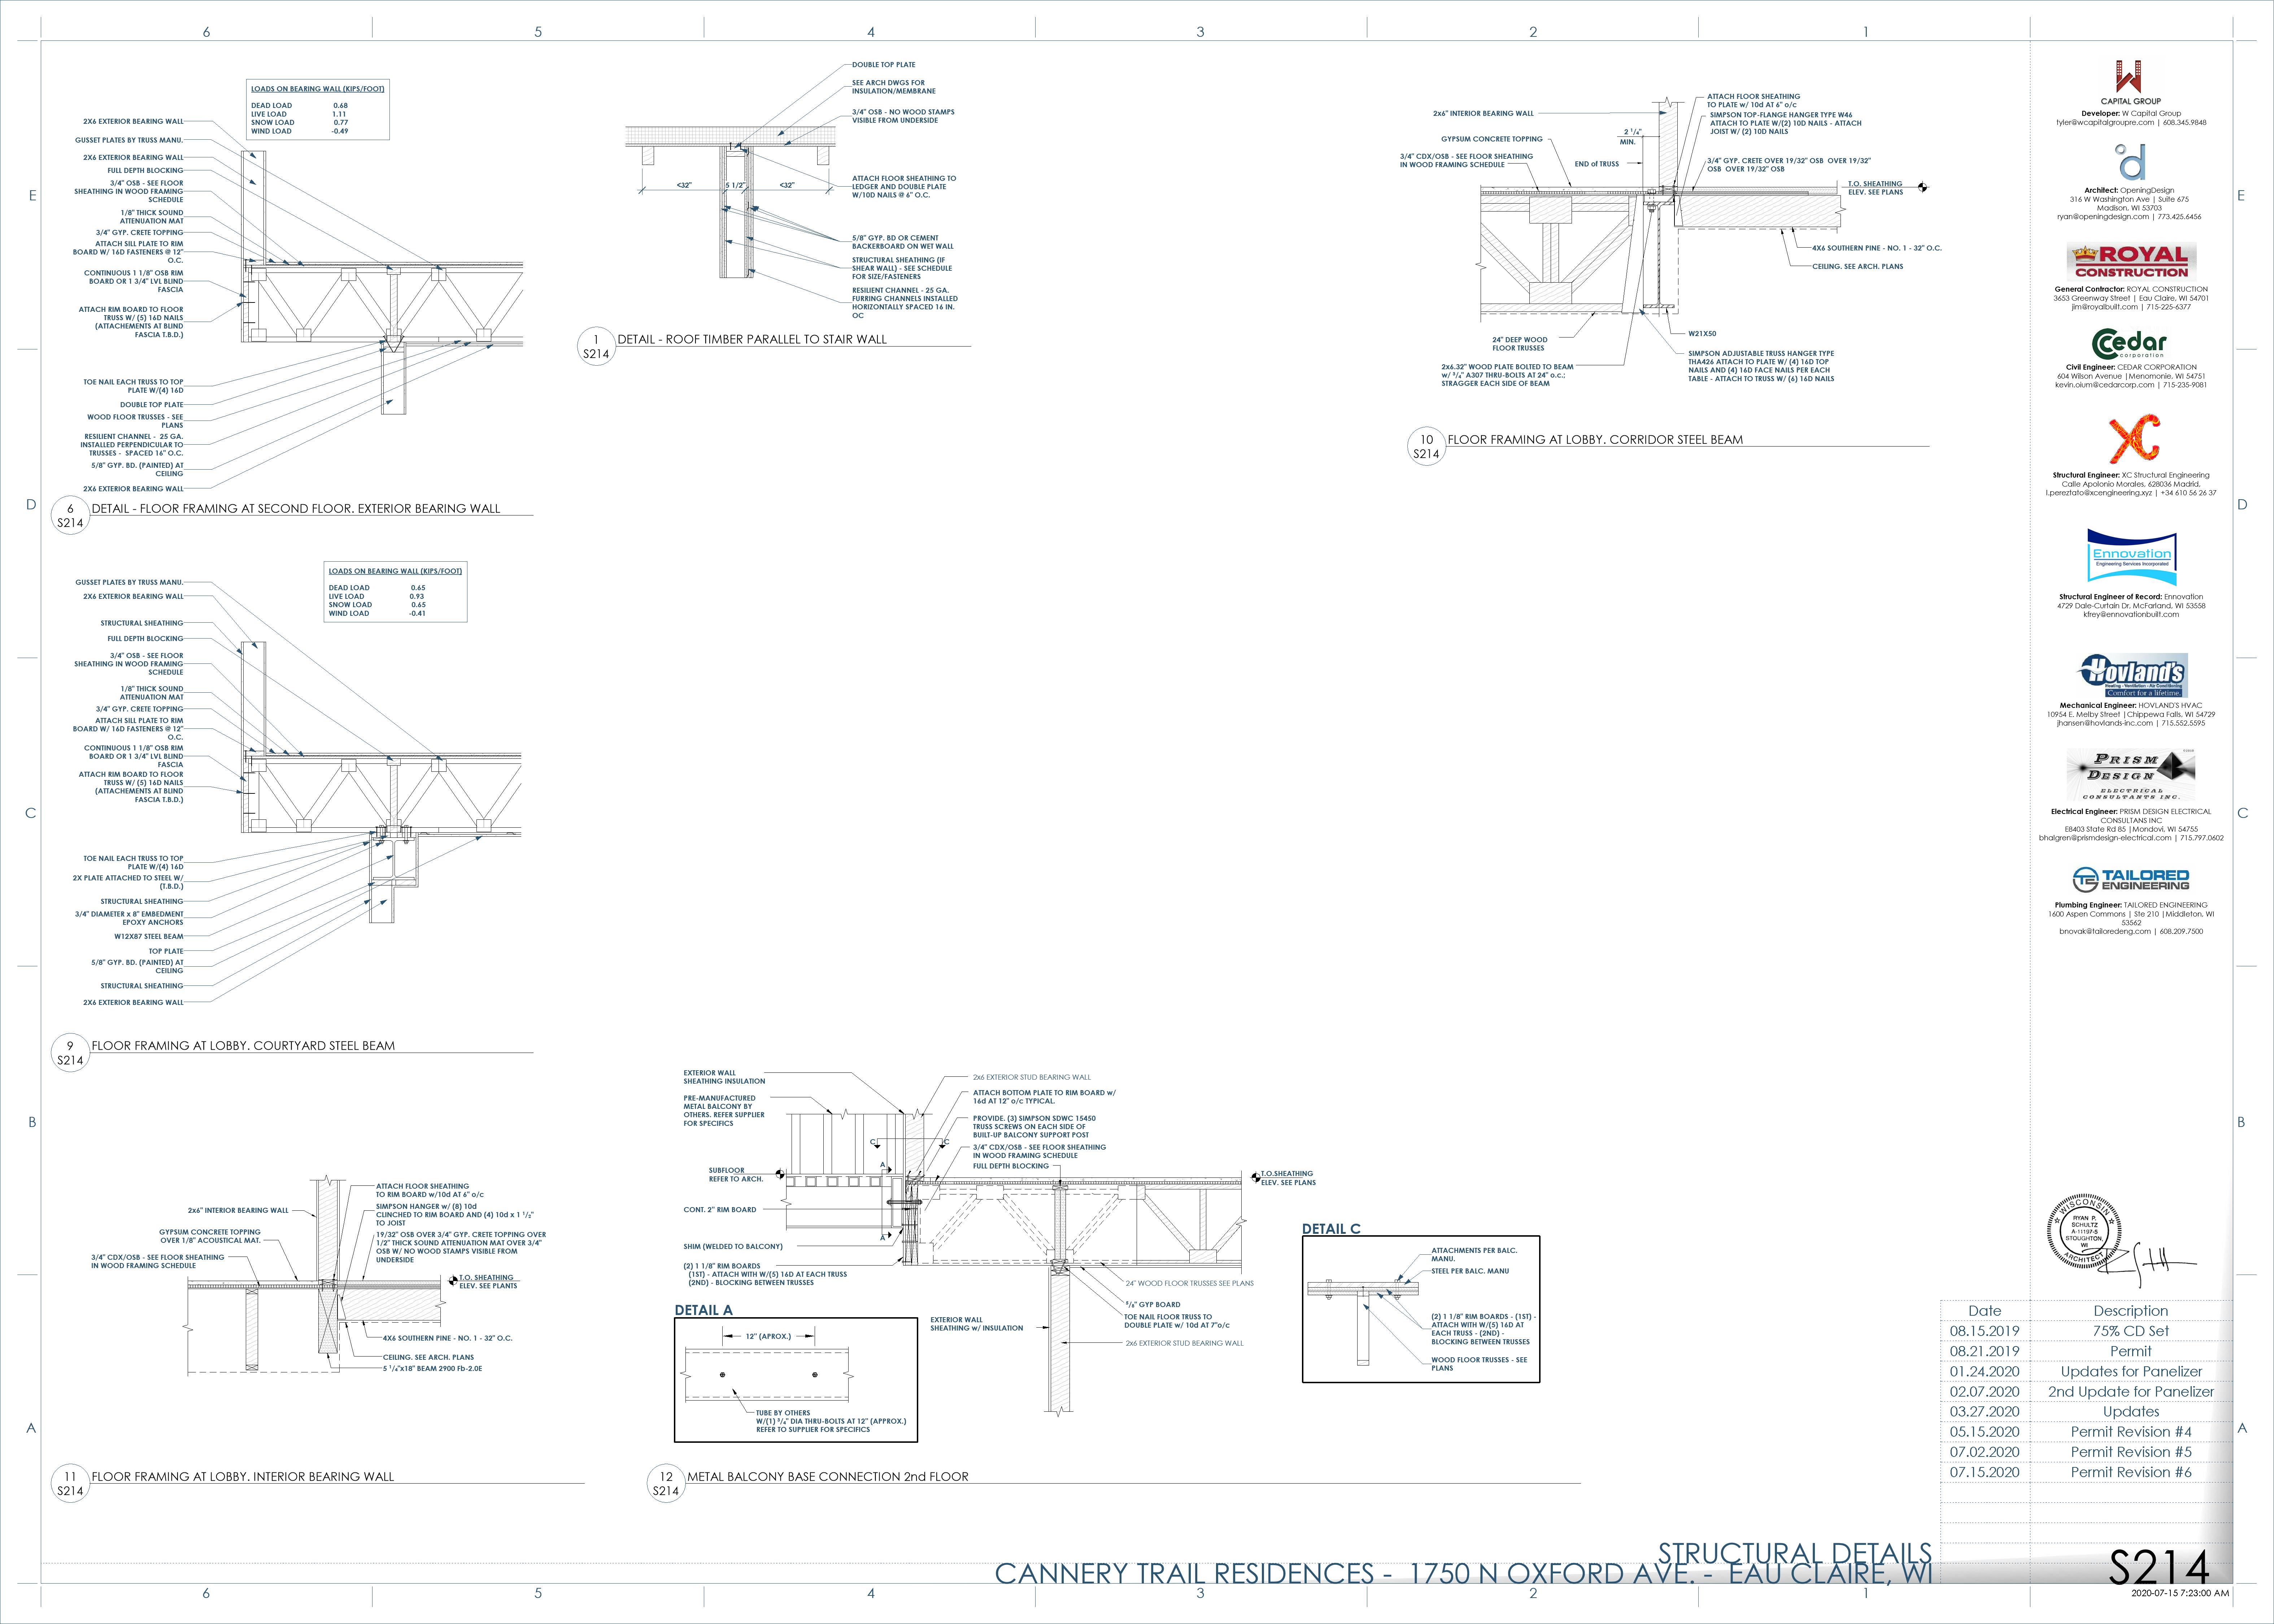 6
5
4
3
2
1
E
D
C
B
A
LOADS ON BEARING WALL (KIPS/FOOT)
DEAD LOAD 0.68
LIVE LOAD 1.11
SNOW LOAD 0.77
WIND LOAD -0.49
2X6 EXTERIOR BEARING WALL
GUSSET PLATES BY TRUSS MANU.
2X6 EXTERIOR BEARING WALL
FULL DEPTH BLOCKING
3/4" OSB - SEE FLOOR
SHEATHING IN WOOD FRAMING
SCHEDULE
1/8" THICK SOUND
ATTENUATION MAT
3/4" GYP. CRETE TOPPING
ATTACH SILL PLATE TO RIM
BOARD W/ 16D FASTENERS @ 12"
O.C.
CONTINUOUS 1 1/8" OSB RIM
BOARD OR 1 3/4" LVL BLIND
FASCIA
ATTACH RIM BOARD TO FLOOR
TRUSS W/ (5) 16D NAILS
(ATTACHEMENTS AT BLIND
FASCIA T.B.D.)
TOE NAIL EACH TRUSS TO TOP
PLATE W/(4) 16D
DOUBLE TOP PLATE
WOOD FLOOR TRUSSES - SEE
PLANS
RESILIENT CHANNEL - 25 GA.
INSTALLED PERPENDICULAR TO
TRUSSES - SPACED 16" O.C.
5/8" GYP. BD. (PAINTED) AT
CEILING
2X6 EXTERIOR BEARING WALL
6
S214
DETAIL - FLOOR FRAMING AT SECOND FLOOR. EXTERIOR BEARING WALL
DOUBLE TOP PLATE
SEE ARCH DWGS FOR
INSULATION/MEMBRANE
3/4" OSB - NO WOOD STAMPS
VISIBLE FROM UNDERSIDE
<32"
5 1/2"
<32"
ATTACH FLOOR SHEATHING TO
LEDGER AND DOUBLE PLATE
W/10D NAILS @ 6" O.C.
5/8" GYP. BD OR CEMENT
BACKERBOARD ON WET WALL
STRUCTURAL SHEATHING (IF
SHEAR WALL) - SEE SCHEDULE
FOR SIZE/FASTENERS
RESILIENT CHANNEL - 25 GA.
FURRING CHANNELS INSTALLED
HORIZONTALLY SPACED 16 IN.
OC
1
S214
DETAIL - ROOF TIMBER PARALLEL TO STAIR WALL
2x6" INTERIOR BEARING WALL
GYPSUM CONCRETE TOPPING
3/4" CDX/OSB - SEE FLOOR SHEATHING
IN WOOD FRAMING SCHEDULE
2 1/4"
MIN.
END of TRUSS
ATTACH FLOOR SHEATHING
TO PLATE w/ 10d AT 6" o/c
SIMPSON TOP-FLANGE HANGER TYPE W46
ATTACH TO PLATE W/(2) 10D NAILS - ATTACH
JOIST W/ (2) 10D NAILS
3/4" GYP. CRETE OVER 19/32" OSB OVER 19/32"
OSB OVER 19/32" OSB
T.O. SHEATHING
ELEV. SEE PLANS
4X6 SOUTHERN PINE - NO. 1 - 32" O.C.
CEILING. SEE ARCH. PLANS
W21X50
24" DEEP WOOD
FLOOR TRUSSES
2x6.32" WOOD PLATE BOLTED TO BEAM
w/ 3/4" A307 THRU-BOLTS AT 24" o.c.;
STRAGGER EACH SIDE OF BEAM
SIMPSON ADJUSTABLE TRUSS HANGER TYPE
THA426 ATTACH TO PLATE W/ (4) 16D TOP
NAILS AND (4) 16D FACE NAILS PER EACH
TABLE - ATTACH TO TRUSS W/ (6) 16D NAILS
10
S214
FLOOR FRAMING AT LOBBY. CORRIDOR STEEL BEAM
LOADS ON BEARING WALL (KIPS/FOOT)
DEAD LOAD 0.65
LIVE LOAD 0.93
SNOW LOAD 0.65
WIND LOAD -0.41
GUSSET PLATES BY TRUSS MANU.
2X6 EXTERIOR BEARING WALL
STRUCTURAL SHEATHING
FULL DEPTH BLOCKING
3/4" OSB - SEE FLOOR
SHEATHING IN WOOD FRAMING
SCHEDULE
1/8" THICK SOUND
ATTENUATION MAT
3/4" GYP. CRETE TOPPING
ATTACH SILL PLATE TO RIM
BOARD W/ 16D FASTENERS @ 12"
O.C.
CONTINUOUS 1 1/8" OSB RIM
BOARD OR 1 3/4" LVL BLIND
FASCIA
ATTACH RIM BOARD TO FLOOR
TRUSS W/ (5) 16D NAILS
(ATTACHEMENTS AT BLIND
FASCIA T.B.D.)
TOE NAIL EACH TRUSS TO TOP
PLATE W/(4) 16D
2X PLATE ATTACHED TO STEEL W/
(T.B.D.)
STRUCTURAL SHEATHING
3/4" DIAMETER x 8" EMBEDMENT
EPOXY ANCHORS
W12X87 STEEL BEAM
TOP PLATE
5/8" GYP. BD. (PAINTED) AT
CEILING
STRUCTURAL SHEATHING
2X6 EXTERIOR BEARING WALL
9
S214
FLOOR FRAMING AT LOBBY. COURTYARD STEEL BEAM
2x6" INTERIOR BEARING WALL
GYPSUM CONCRETE TOPPING
OVER 1/8" ACOUSTICAL MAT.
3/4" CDX/OSB - SEE FLOOR SHEATHING
IN WOOD FRAMING SCHEDULE
ATTACH FLOOR SHEATHING
TO RIM BOARD w/10d AT 6" o/c
SIMPSON HANGER w/ (8) 10d
CLINCHED TO RIM BOARD AND (4) 10d x 1 1/2"
TO JOIST
19/32" OSB OVER 3/4" GYP. CRETE TOPPING OVER
1/2" THICK SOUND ATTENUATION MAT OVER 3/4"
OSB W/ NO WOOD STAMPS VISIBLE FROM
UNDERSIDE
T.O. SHEATHING
ELEV. SEE PLANTS
4X6 SOUTHERN PINE - NO. 1 - 32" O.C.
CEILING. SEE ARCH. PLANS
5 1/4"x18" BEAM 2900 Fb-2.0E
11
S214
FLOOR FRAMING AT LOBBY. INTERIOR BEARING WALL
EXTERIOR WALL
SHEATHING INSULATION
PRE-MANUFACTURED
METAL BALCONY BY
OTHERS. REFER SUPPLIER
FOR SPECIFICS
SUBFLOOR
REFER TO ARCH.
CONT. 2" RIM BOARD
SHIM (WELDED TO BALCONY)
(2) 1 1/8" RIM BOARDS
(1ST) - ATTACH WITH W/(5) 16D AT EACH TRUSS
(2ND) - BLOCKING BETWEEN TRUSSES
C
C
A
A
2x6 EXTERIOR STUD BEARING WALL
ATTACH BOTTOM PLATE TO RIM BOARD w/
16d AT 12" o/c TYPICAL.
PROVIDE. (3) SIMPSON SDWC 15450
TRUSS SCREWS ON EACH SIDE OF
BUILT-UP BALCONY SUPPORT POST
3/4" CDX/OSB - SEE FLOOR SHEATHING
IN WOOD FRAMING SCHEDULE
FULL DEPTH BLOCKING
T.O.SHEATHING
ELEV. SEE PLANS
24" WOOD FLOOR TRUSSES SEE PLANS
5/8" GYP BOARD
TOE NAIL FLOOR TRUSS TO
DOUBLE PLATE w/ 10d AT 7"o/c
EXTERIOR WALL
SHEATHING w/ INSULATION
2x6 EXTERIOR STUD BEARING WALL
DETAIL A
12" (APROX.)
TUBE BY OTHERS
W/(1) 3/4" DIA THRU-BOLTS AT 12" (APPROX.)
REFER TO SUPPLIER FOR SPECIFICS
DETAIL C
ATTACHMENTS PER BALC.
MANU.
STEEL PER BALC. MANU
(2) 1 1/8" RIM BOARDS - (1ST) -
ATTACH WITH W/(5) 16D AT
EACH TRUSS - (2ND) -
BLOCKING BETWEEN TRUSSES
WOOD FLOOR TRUSSES - SEE
PLANS
12
S214
METAL BALCONY BASE CONNECTION 2nd FLOOR
CAPITAL GROUP
Developer: W Capital Group
tyler@wcapitalgroupre.com | 608.345.9848
Architect: OpeningDesign
316 W Washington Ave | Suite 675
Madison, WI 53703
ryan@openingdesign.com | 773.425.6456
ROYAL
CONSTRUCTION
General Contractor: ROYAL CONSTRUCTION
3653 Greenway Street | Eau Claire, WI 54701
jim@royalbuilt.com | 715-225-6377
Cedar
corporation
Civil Engineer: CEDAR CORPORATION
604 Wilson Avenue |Menomonie, WI 54751
kevin.oium@cedarcorp.com | 715-235-9081
XC
Structural Engineer: XC Structural Engineering
Calle Apolonio Morales, 628036 Madrid,
l.pereztato@xcengineering.xyz | +34 610 56 26 37
Ennovation
Engineering Services Incorporated
Structural Engineer of Record: Ennovation
4729 Dale-Curtain Dr, McFarland, WI 53558
kfrey@ennovationbuilt.com
Hovland's
Heating - Ventilation - Air Conditioning
Comfort for a lifetime.
Mechanical Engineer: HOVLAND'S HVAC
10954 E. Melby Street |Chippewa Falls, WI 54729
jhansen@hovlands-inc.com | 715.552.5595
PRISM
DESIGN
ELECTRICAL
CONSULTANTS INC.
Electrical Engineer: PRISM DESIGN ELECTRICAL
CONSULTANS INC
E8403 State Rd 85 |Mondovi, WI 54755
bhalgren@prismdesign-electrical.com | 715.797.0602
TE TAILORED
ENGINEERING
Plumbing Engineer: TAILORED ENGINEERING
1600 Aspen Commons | Ste 210 |Middleton, WI
53562
bnovak@tailoredeng.com | 608.209.7500
WISCONSIN
RYAN P.
SCHULTZ
A-11197-5
STOUGHTON,
WI
ARCHITECT
Date Description
08.15.2019 75% CD Set
08.21.2019 Permit
01.24.2020 Updates for Panelizer
02.07.2020 2nd Update for Panelizer
03.27.2020 Updates
05.15.2020 Permit Revision #4
07.02.2020 Permit Revision #5
07.15.2020 Permit Revision #6
STRUCTURAL DETAILS
CANNERY TRAIL RESIDENCES - 1750 N OXFORD AVE. - EAU CLAIRE, WI
S214
2020-07-15 7:23:00 AM
E
D
C
B
A
6
5
4
3
2
1